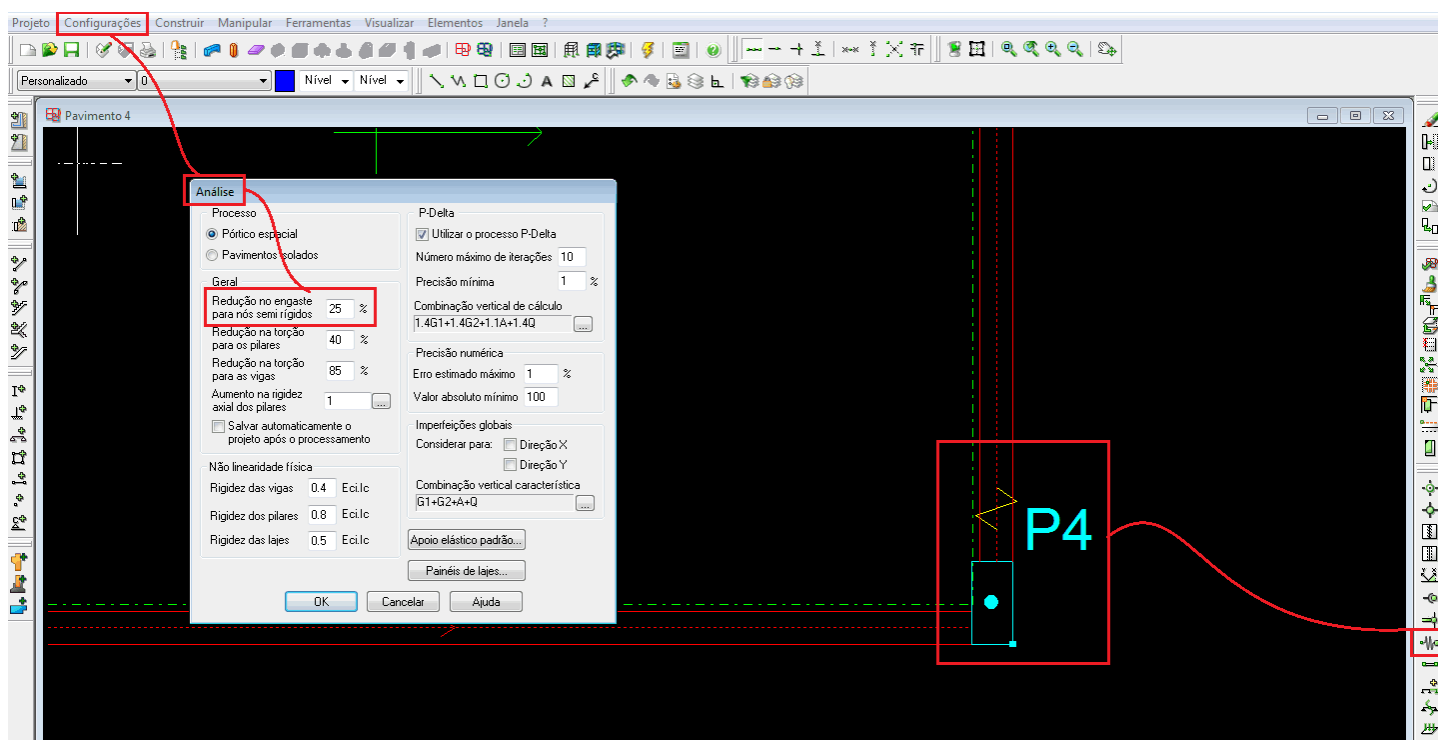 Projeto Configurações Construir Manipular Ferramentas Visualizar Elementos Janela ?
Personalizado 0 Nível Nível
Pavimento 4
Análise
Processo
Pórtico espacial
Pavimentos isolados
Geral
Redução no engaste
para nós semi rígidos 25 %
Redução na torção
para os pilares 40 %
Redução na torção
para as vigas 85 %
Aumento na rigidez
axial dos pilares 1 ...
Salvar automaticamente o
projeto após o processamento
Não linearidade física
Rigidez das vigas 0.4 Eci.Ic
Rigidez dos pilares 0.8 Eci.Ic
Rigidez das lajes 0.5 Eci.Ic
P-Delta
Utilizar o processo P-Delta
Número máximo de iterações 10
Precisão mínima 1 %
Combinação vertical de cálculo
1.4G1+1.4G2+1.1A+1.4Q ...
Precisão numérica
Erro estimado máximo 1 %
Valor absoluto mínimo 100
Imperfeições globais
Considerar para: Direção X
Direção Y
Combinação vertical característica
G1+G2+A+Q ...
Apoio elástico padrão...
Painéis de lajes...
OK Cancelar Ajuda
P4